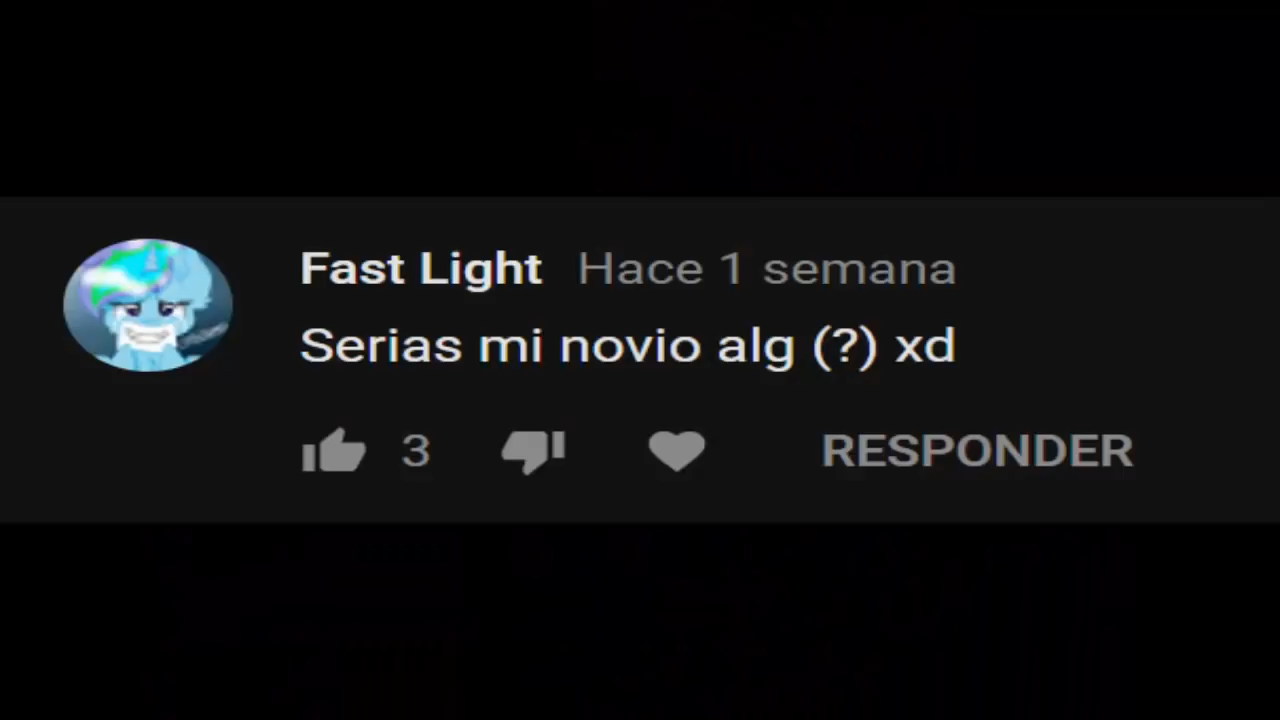 Fast Light Hace 1 semana
Serias mi novio alg (?) xd
3 RESPONDER